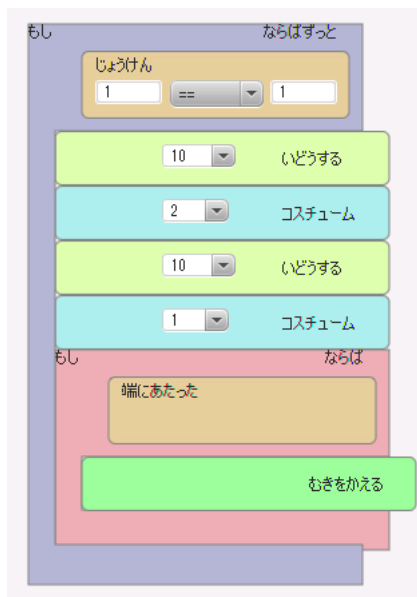 もし ならばずっと
じょうけん
1 == 1
10 いどうする
2 コスチューム
10 いどうする
1 コスチューム
もし ならば
端にあたった
むきをかえる